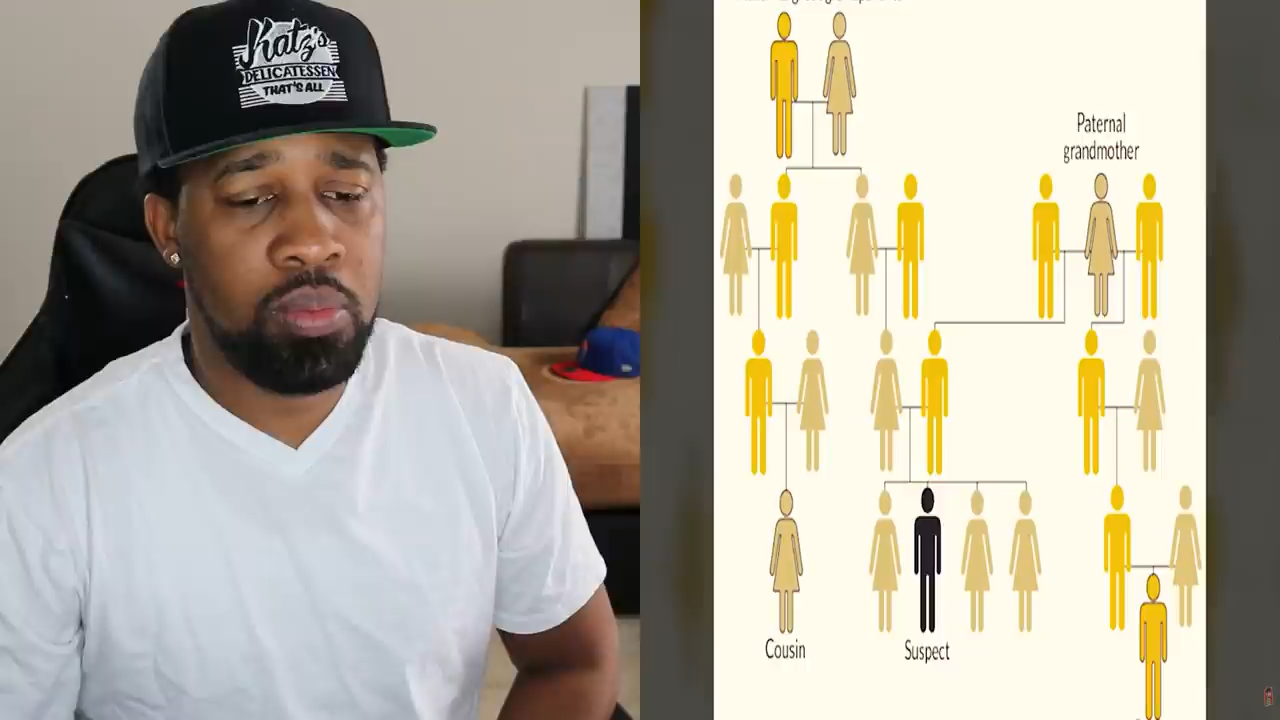 Katz's
DELICATESSEN
THAT'S ALL
Paternal
grandmother
Cousin
Suspect